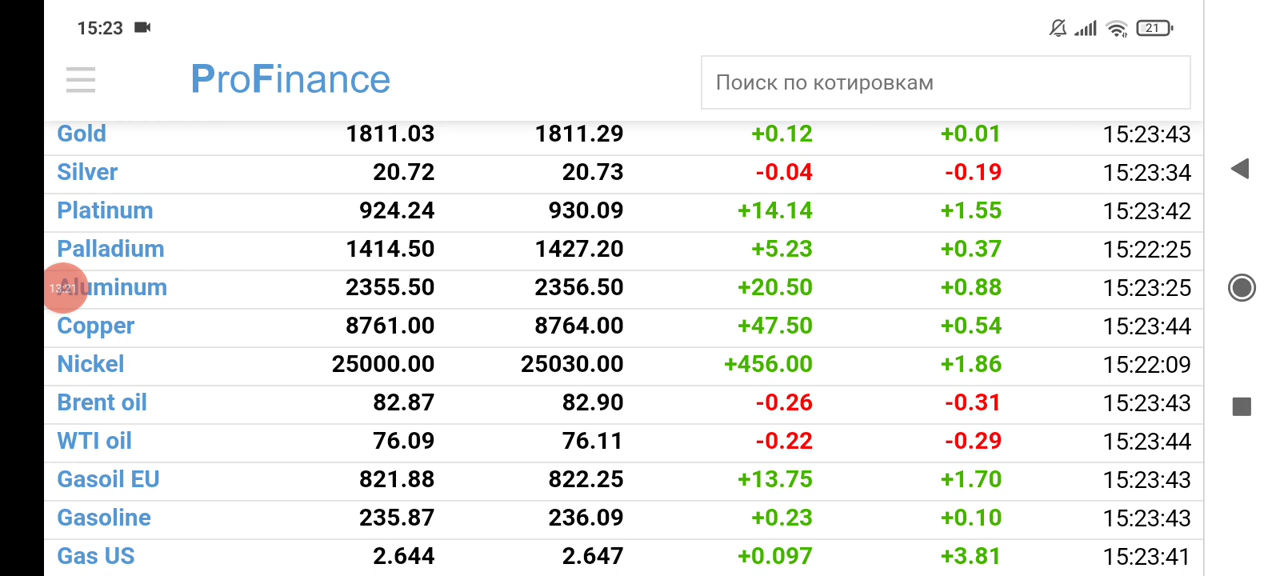 15:23 21
ProFinance Поиск по котировкам
Gold 1811.03 1811.29 +0.12 +0.01 15:23:43
Silver 20.72 20.73 -0.04 -0.19 15:23:34
Platinum 924.24 930.09 +14.14 +1.55 15:23:42
Palladium 1414.50 1427.20 +5.23 +0.37 15:22:25
13:21 Aluminum 2355.50 2356.50 +20.50 +0.88 15:23:25
Copper 8761.00 8764.00 +47.50 +0.54 15:23:44
Nickel 25000.00 25030.00 +456.00 +1.86 15:22:09
Brent oil 82.87 82.90 -0.26 -0.31 15:23:43
WTI oil 76.09 76.11 -0.22 -0.29 15:23:44
Gasoil EU 821.88 822.25 +13.75 +1.70 15:23:43
Gasoline 235.87 236.09 +0.23 +0.10 15:23:43
Gas US 2.644 2.647 +0.097 +3.81 15:23:41